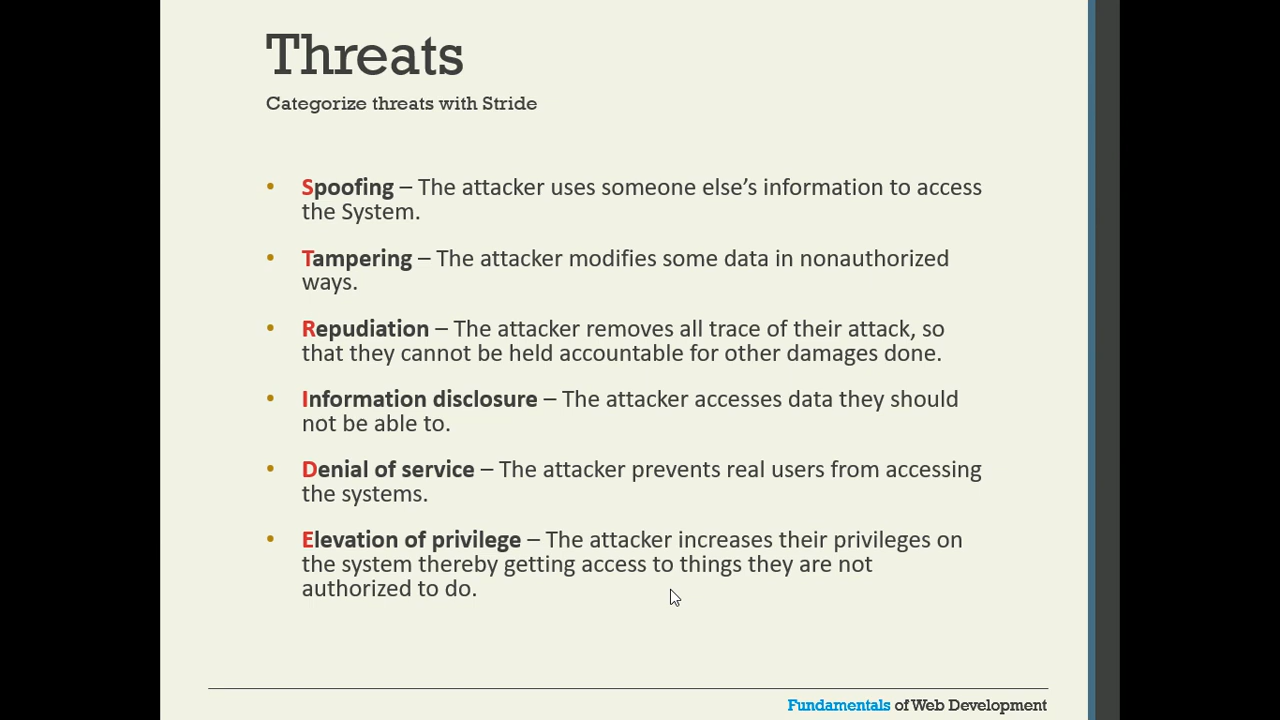 Threats
Categorize threats with Stride
• Spoofing – The attacker uses someone else’s information to access
the System.
• Tampering – The attacker modifies some data in nonauthorized
ways.
• Repudiation – The attacker removes all trace of their attack, so
that they cannot be held accountable for other damages done.
• Information disclosure – The attacker accesses data they should
not be able to.
• Denial of service – The attacker prevents real users from accessing
the systems.
• Elevation of privilege – The attacker increases their privileges on
the system thereby getting access to things they are not
authorized to do.
Fundamentals of Web Development